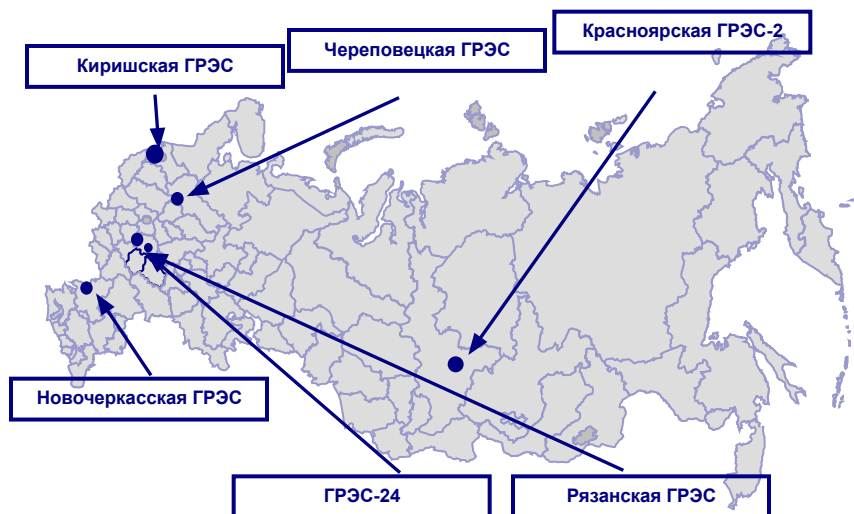 Красноярская ГРЭС-2
Череповецкая ГРЭС
Киришская ГРЭС
Новочеркасская ГРЭС
ГРЭС-24
Рязанская ГРЭС